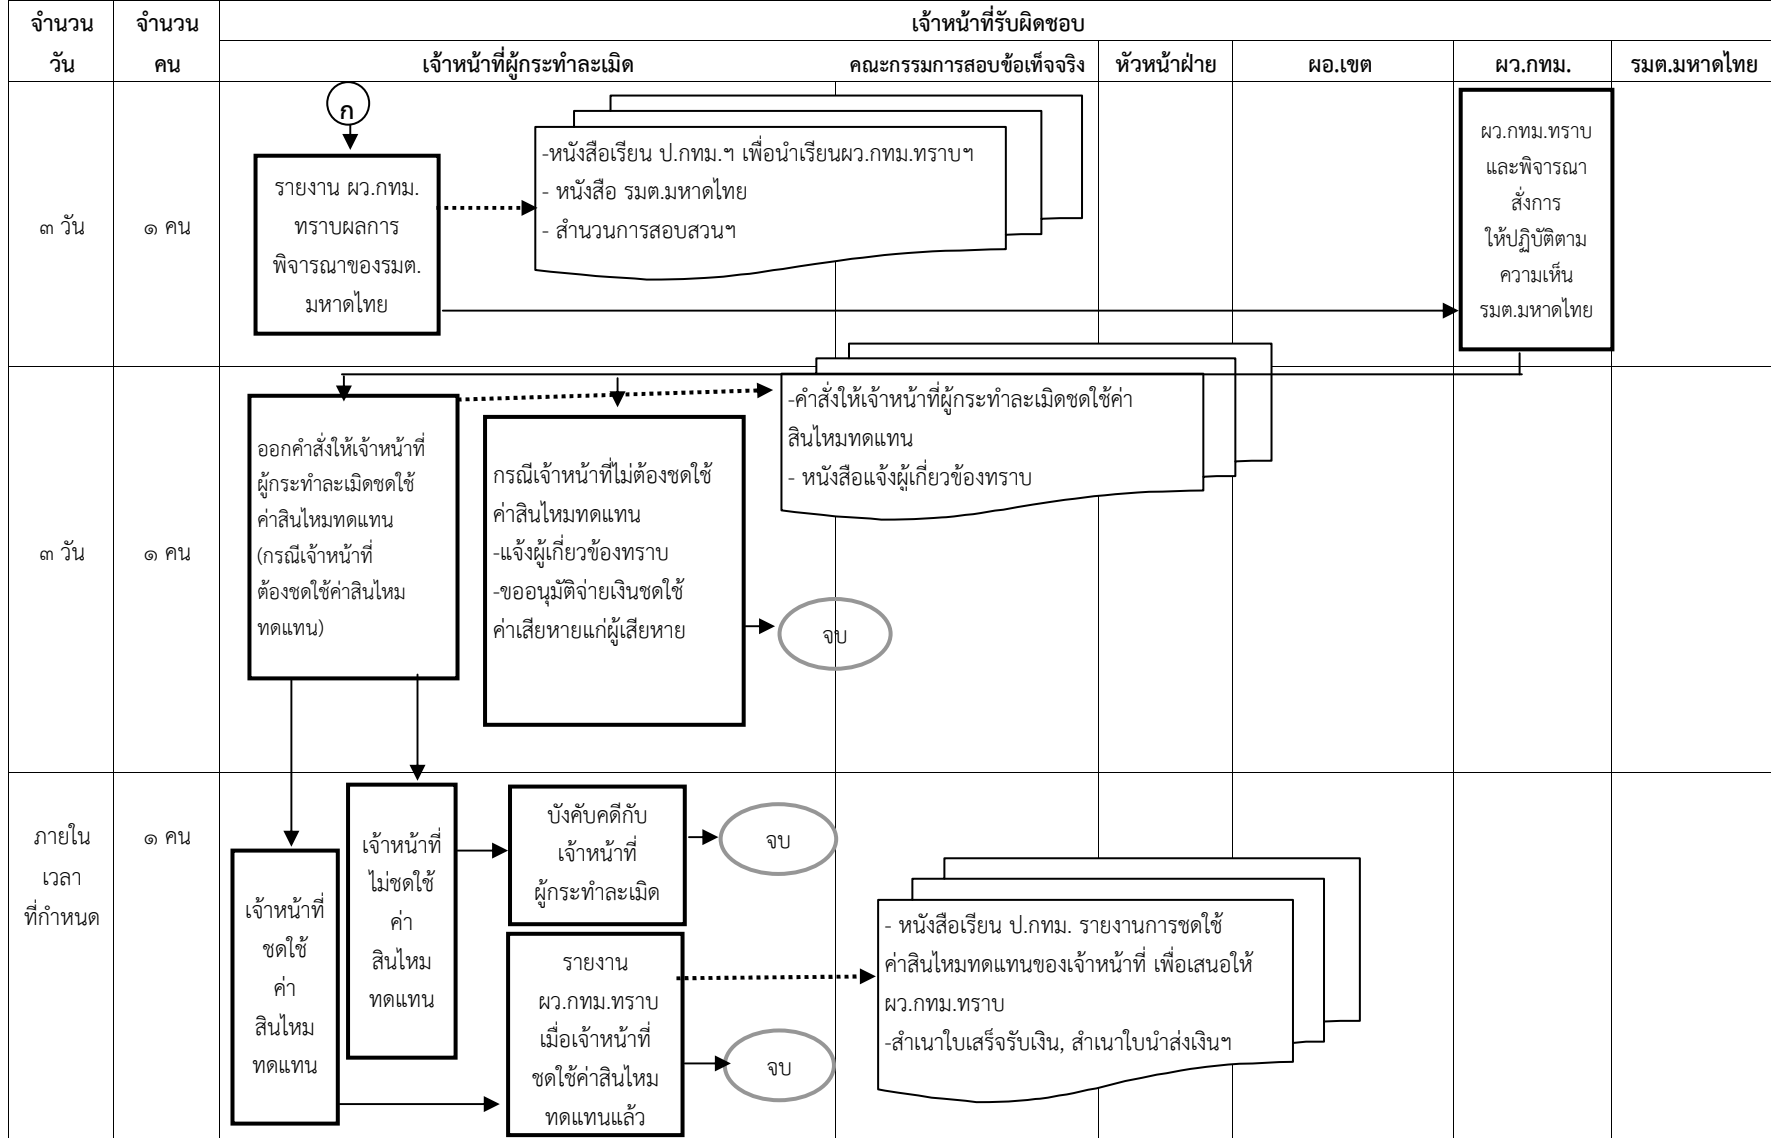 จำนวน
วัน
จำนวน
คน
เจ้าหน้าที่รับผิดชอบ
เจ้าหน้าที่ผู้กระทำละเมิด
คณะกรรมการสอบข้อเท็จจริง
หัวหน้าฝ่าย
ผอ.เขต
ผว.กทม.
รมต.มหาดไทย
๓ วัน
๑ คน
ก
รายงาน ผว.กทม.
ทราบผลการ
พิจารณาของรมต.
มหาดไทย
-หนังสือเรียน ป.กทม.ฯ เพื่อนำเรียนผว.กทม.ทราบฯ
- หนังสือ รมต.มหาดไทย
- สำนวนการสอบสวนฯ
ผว.กทม.ทราบ
และพิจารณา
สั่งการ
ให้ปฏิบัติตาม
ความเห็น
รมต.มหาดไทย
๓ วัน
๑ คน
ออกคำสั่งให้เจ้าหน้าที่
ผู้กระทำละเมิดชดใช้
ค่าสินไหมทดแทน
(กรณีเจ้าหน้าที่
ต้องชดใช้ค่าสินไหม
ทดแทน)
กรณีเจ้าหน้าที่ไม่ต้องชดใช้
ค่าสินไหมทดแทน
-แจ้งผู้เกี่ยวข้องทราบ
-ขออนุมัติจ่ายเงินชดใช้
ค่าเสียหายแก่ผู้เสียหาย
-คำสั่งให้เจ้าหน้าที่ผู้กระทำละเมิดชดใช้ค่า
สินไหมทดแทน
- หนังสือแจ้งผู้เกี่ยวข้องทราบ
จบ
ภายใน
เวลา
ที่กำหนด
๑ คน
เจ้าหน้าที่
ชดใช้
ค่า
สินไหม
ทดแทน
เจ้าหน้าที่
ไม่ชดใช้
ค่า
สินไหม
ทดแทน
บังคับคดีกับ
เจ้าหน้าที่
ผู้กระทำละเมิด
จบ
รายงาน
ผว.กทม.ทราบ
เมื่อเจ้าหน้าที่
ชดใช้ค่าสินไหม
ทดแทนแล้ว
จบ
- หนังสือเรียน ป.กทม. รายงานการชดใช้
ค่าสินไหมทดแทนของเจ้าหน้าที่ เพื่อเสนอให้
ผว.กทม.ทราบ
-สำเนาใบเสร็จรับเงิน, สำเนาใบนำส่งเงินฯ